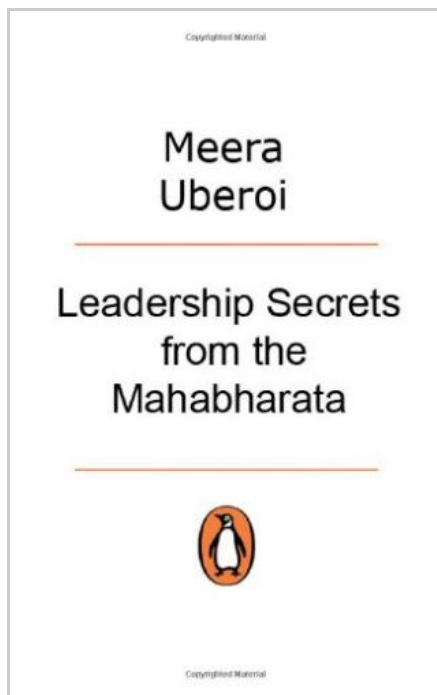 Copyrighted Material
Meera
Uberoi
Leadership Secrets
from the
Mahabharata
Copyrighted Material